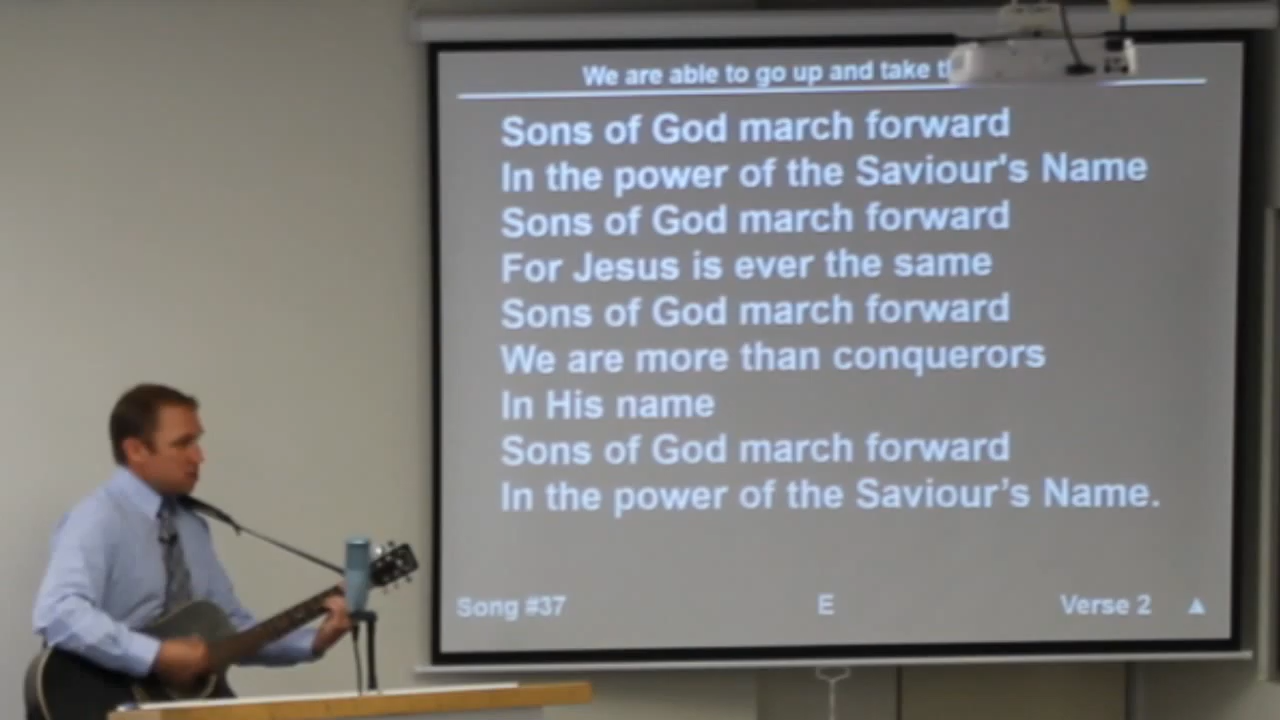 We are able to go up and take
Sons of God march forward
In the power of the Saviour's Name
Sons of God march forward
For Jesus is ever the same
Sons of God march forward
We are more than conquerors
In His name
Sons of God march forward
In the power of the Saviour’s Name.
Song #37 E Verse 2 ▲